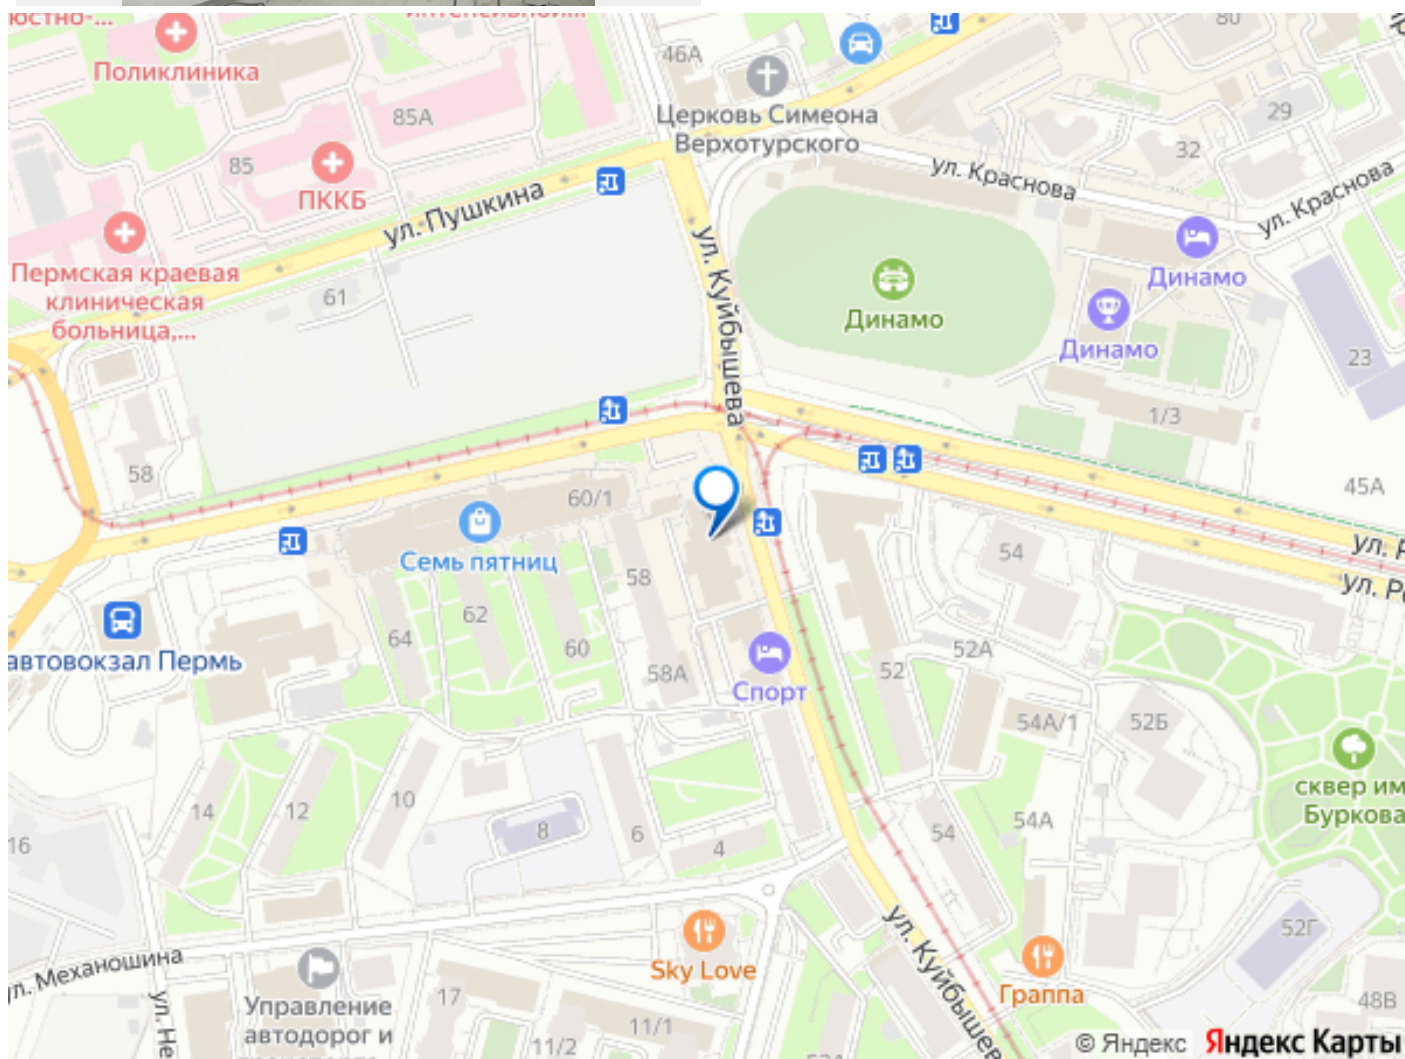 Поликлиника
46А
80
85А
Церковь Симеона
Верхотурского
29
85
ПККБ
32
ул. Краснова
ул. Краснова
ул. Пушкина
ул. Куйбышева
Пермская краевая
клиническая
больница,...
61
Динамо
Динамо
Динамо
23
1/3
58
60/1
45А
Семь пятниц
58
54
62
64
60
автовокзал Пермь
58А
Спорт
52
52А
54А/1
52Б
сквер им
Буркова
14
12
10
8
6
4
54
54А
16
ул. Механошина
Sky Love
ул. Куйбышева
Граппа
52Г
Управление
автодорог и
17
11/1
11/2
48В
© Яндекс
Яндекс Карты